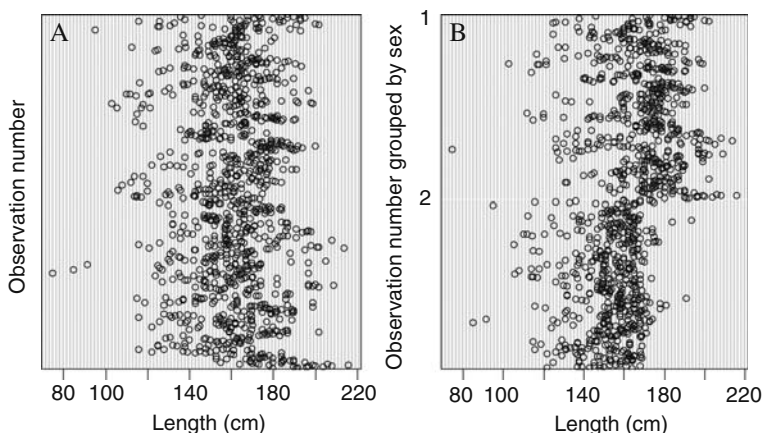 A
Observation number
80 100 140 180 220
Length (cm)
B
Observation number grouped by sex
1
2
80 100 140 180 220
Length (cm)